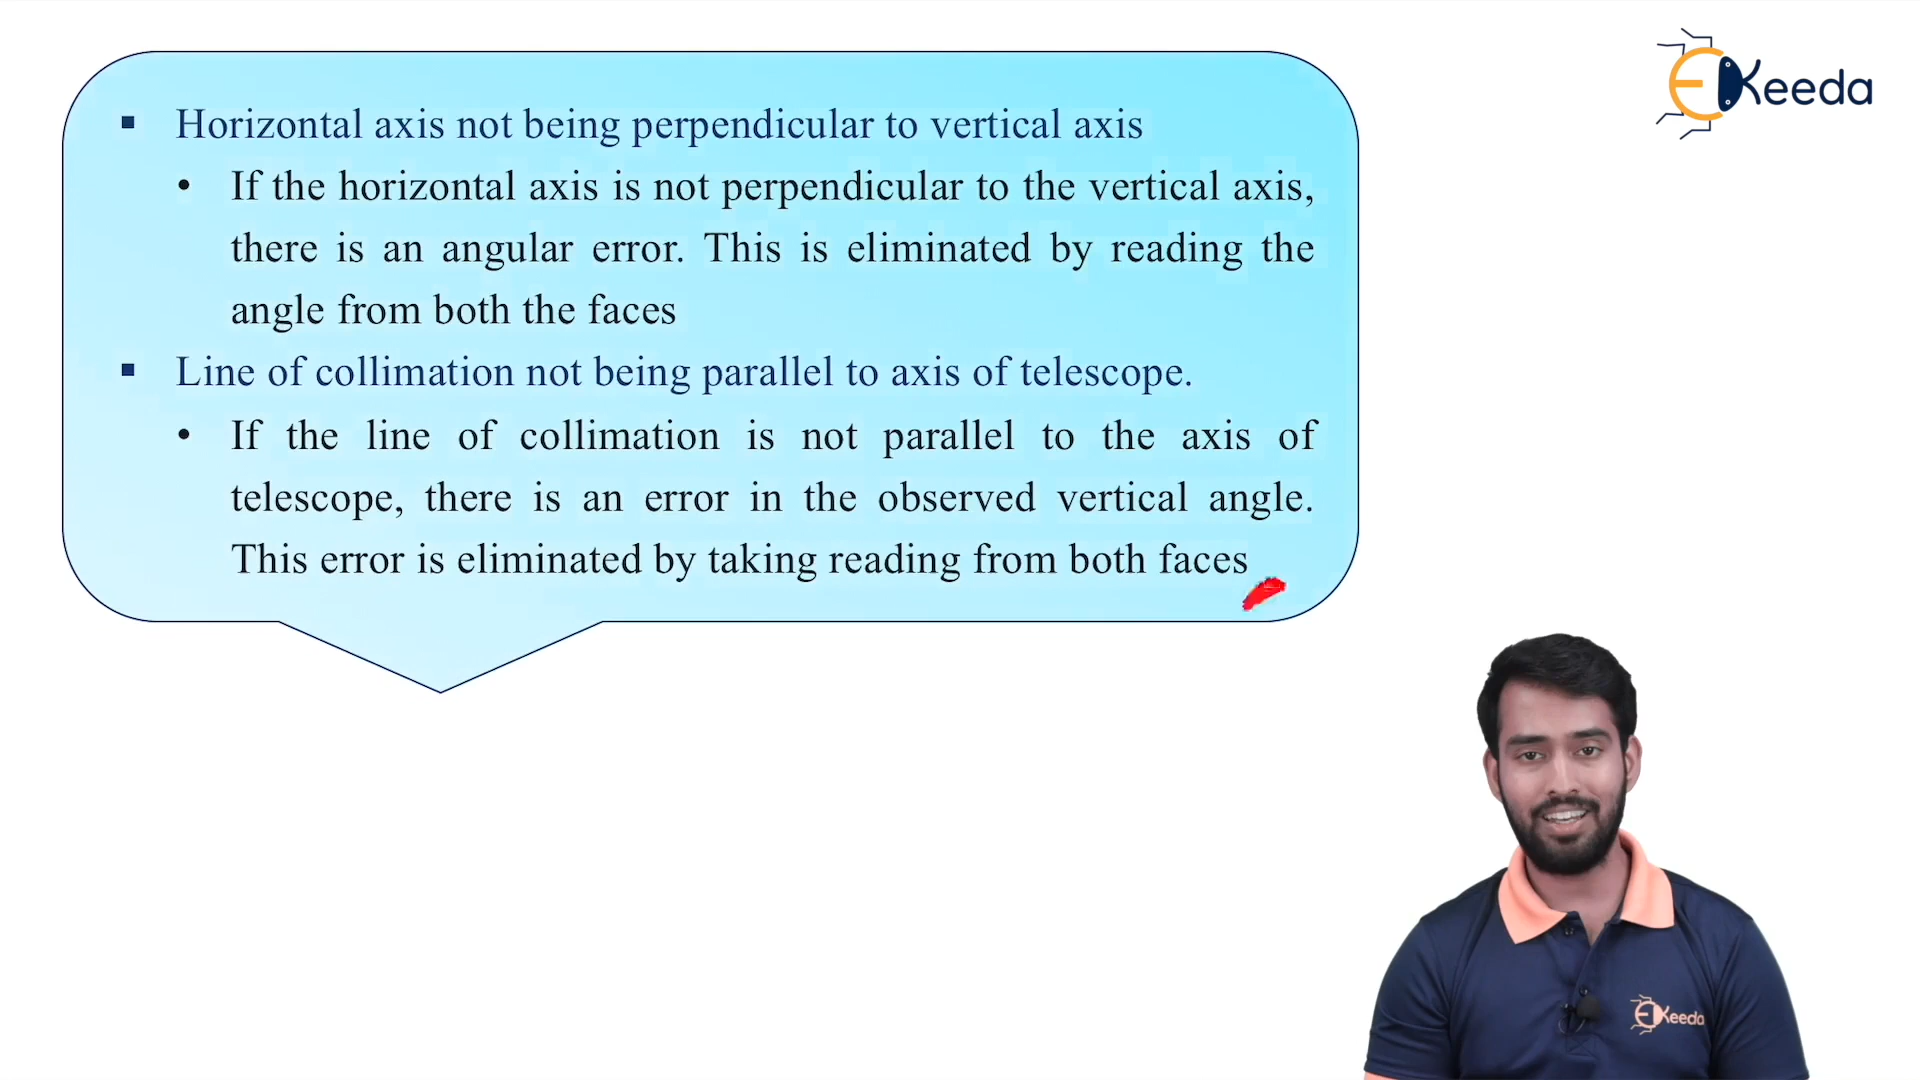 EKeeda
▪ Horizontal axis not being perpendicular to vertical axis
• If the horizontal axis is not perpendicular to the vertical axis,
there is an angular error. This is eliminated by reading the
angle from both the faces
▪ Line of collimation not being parallel to axis of telescope.
• If the line of collimation is not parallel to the axis of
telescope, there is an error in the observed vertical angle.
This error is eliminated by taking reading from both faces
EKeeda